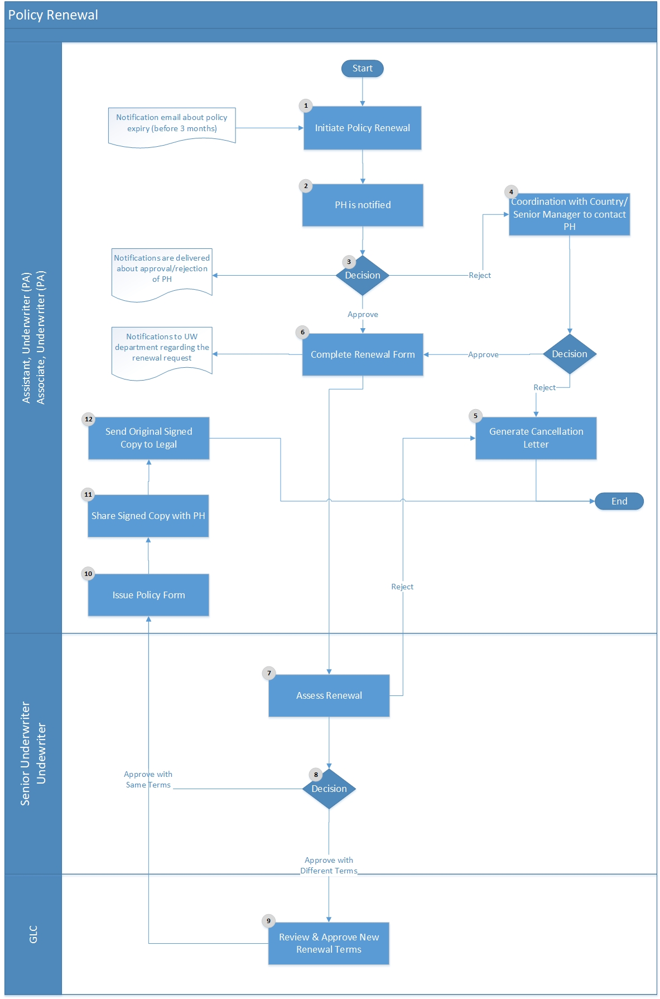 Policy Renewal
Assistant, Underwriter (PA)
Associate, Underwriter (PA)
Start
1
Notification email about policy
expiry (before 3 months)
Initiate Policy Renewal
2
PH is notified
4
Coordination with Country/
Senior Manager to contact
PH
Notifications are delivered
about approval/rejection
of PH
3
Decision
Reject
Approve
6
Notifications to UW
department regarding the
renewal request
Complete Renewal Form
Approve
Decision
Reject
12
Send Original Signed
Copy to Legal
5
Generate Cancellation
Letter
11
Share Signed Copy with PH
End
10
Issue Policy Form
Reject
Senior Underwriter
Undewriter
7
Assess Renewal
8
Decision
Approve with
Same Terms
Approve with
Different Terms
GLC
9
Review & Approve New
Renewal Terms